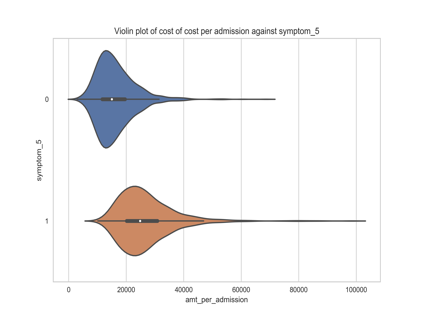 Violin plot of cost of cost per admission against symptom_5
symptom_5
0
1
0 20000 40000 60000 80000 100000
amt_per_admission